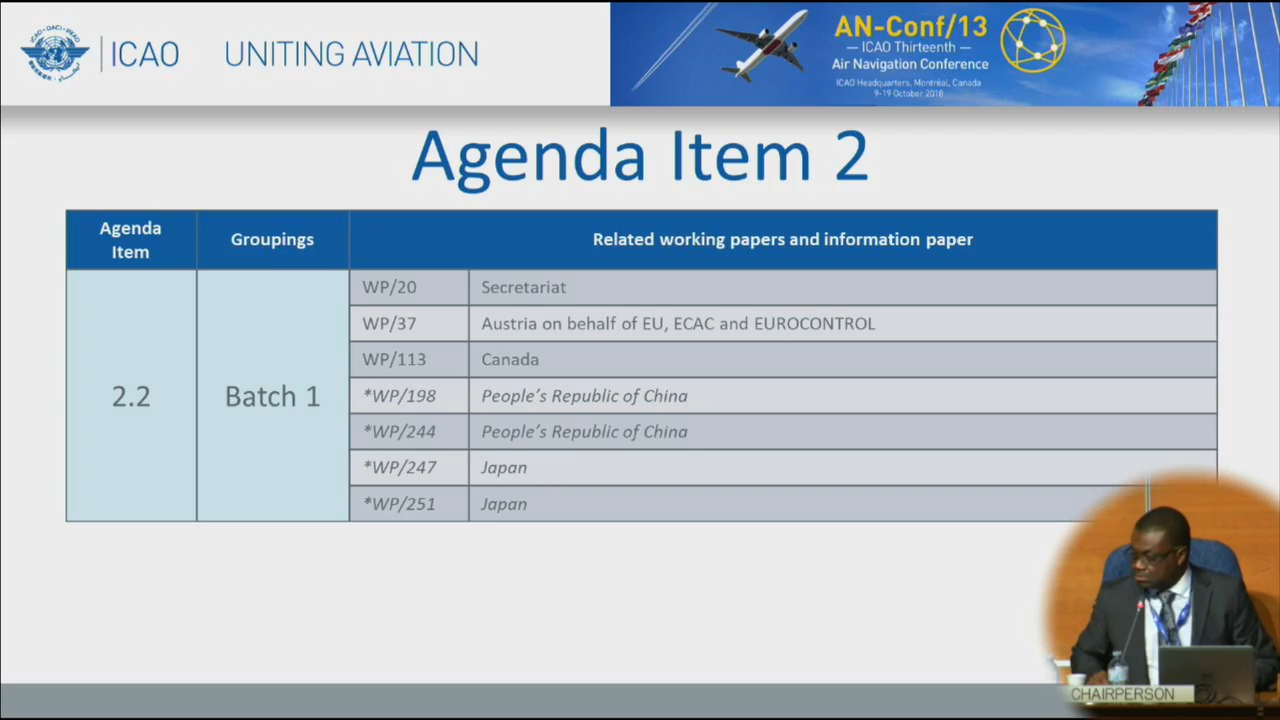 ICAO · OACI · ИКАО
ICAO
UNITING AVIATION
AN-Conf/13
— ICAO Thirteenth —
Air Navigation Conference
ICAO Headquarters, Montréal, Canada
9-19 October 2018
Agenda Item 2
Agenda Item
Groupings
Related working papers and information paper
2.2
Batch 1
WP/20 Secretariat
WP/37 Austria on behalf of EU, ECAC and EUROCONTROL
WP/113 Canada
*WP/198 People's Republic of China
*WP/244 People's Republic of China
*WP/247 Japan
*WP/251 Japan
CHAIRPERSON